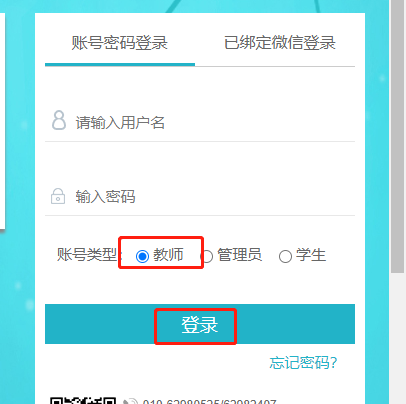 账号密码登录 已绑定微信登录
请输入用户名
输入密码
账号类型: 教师 管理员 学生
登录
忘记密码?